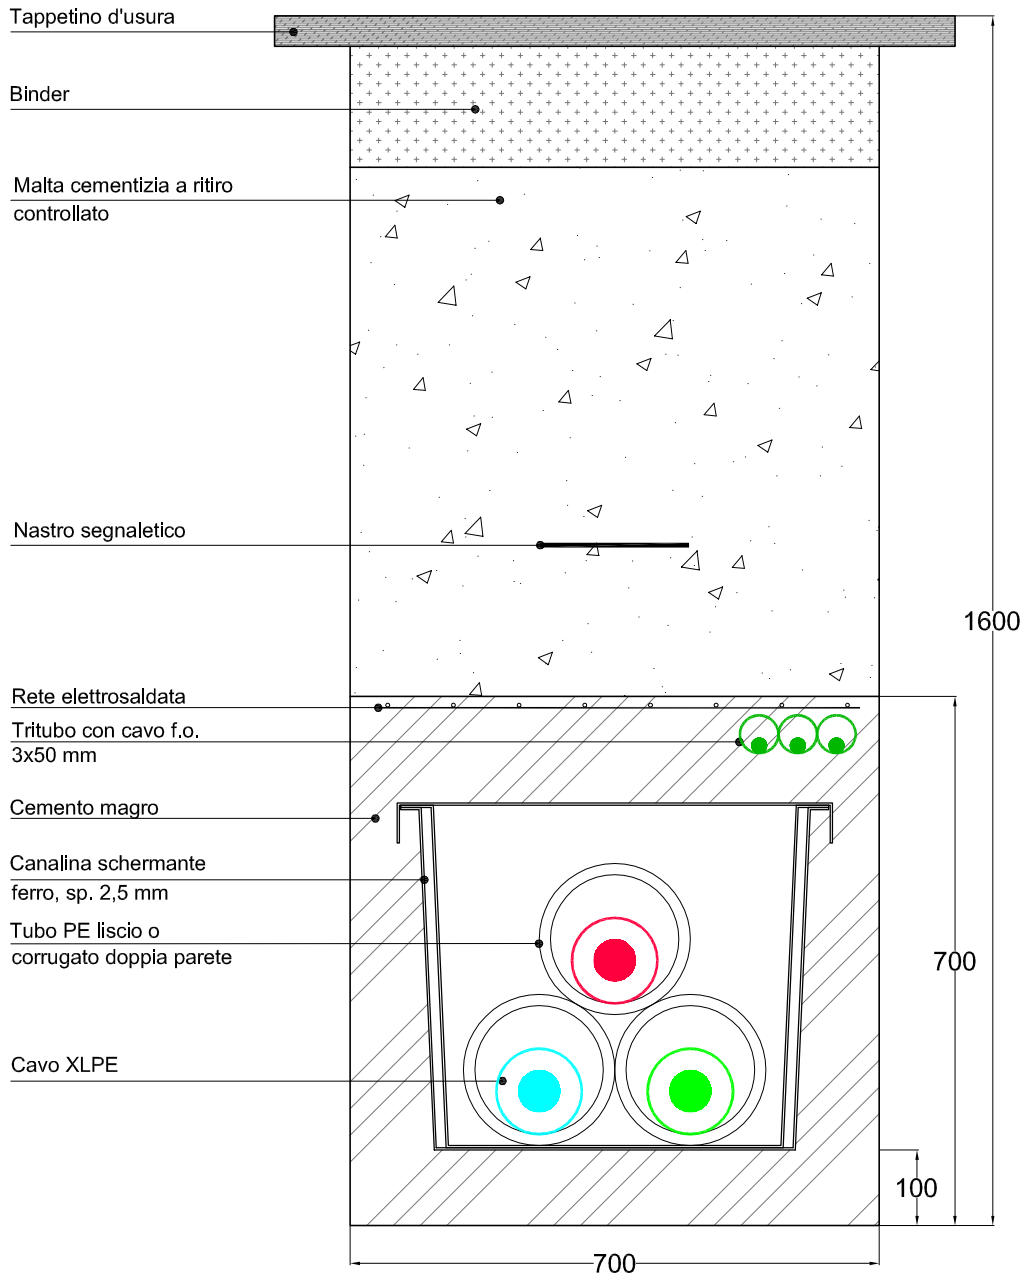 Tappetino d'usura
Binder
Malta cementizia a ritiro
controllato
Nastro segnaletico
1600
Rete elettrosaldata
Tritubo con cavo f.o.
3x50 mm
Cemento magro
Canalina schermante
ferro, sp. 2,5 mm
Tubo PE liscio o
corrugato doppia parete
700
Cavo XLPE
100
700